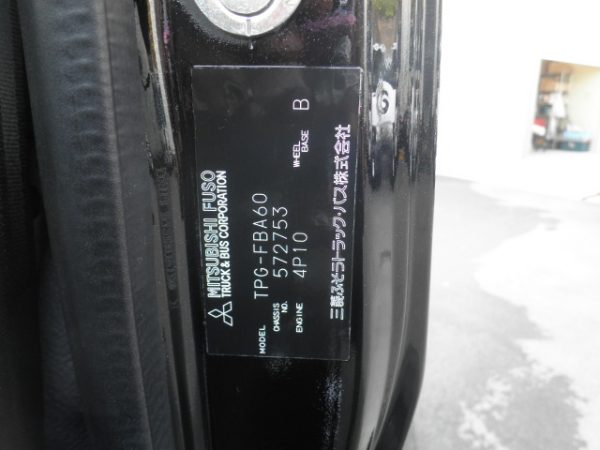 MITSUBISHI FUSO
TRUCK & BUS CORPORATION
MODEL TPG-FBA60
CHASSIS NO. 572753
ENGINE 4P10
WHEEL BASE B
三菱ふそうトラック・バス株式会社